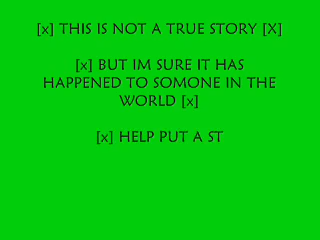 [x] THIS IS NOT A TRUE STORY [X]
[x] BUT IM SURE IT HAS
HAPPENED TO SOMONE IN THE
WORLD [x]
[x] HELP PUT A ST